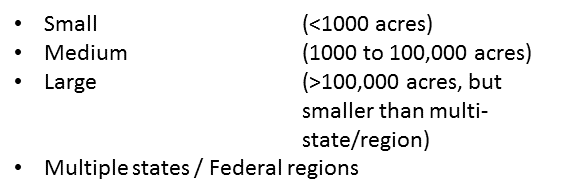 • Small (<1000 acres)
• Medium (1000 to 100,000 acres)
• Large (>100,000 acres, but
smaller than multi-
state/region)
• Multiple states / Federal regions